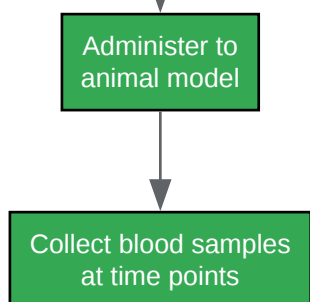 Administer to
animal model
Collect blood samples
at time points